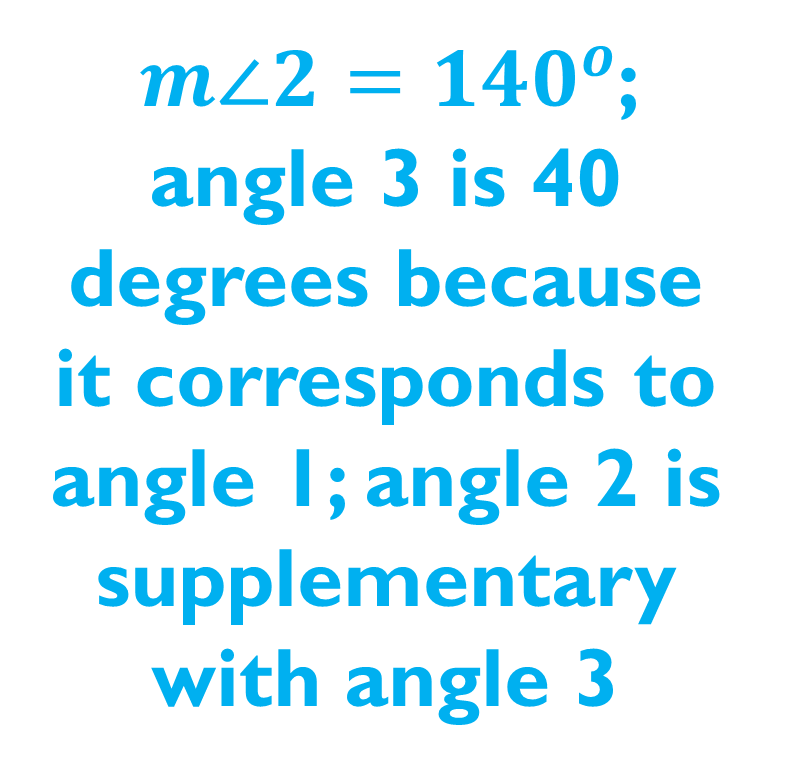 m∠2 = 140º;
angle 3 is 40
degrees because
it corresponds to
angle 1; angle 2 is
supplementary
with angle 3